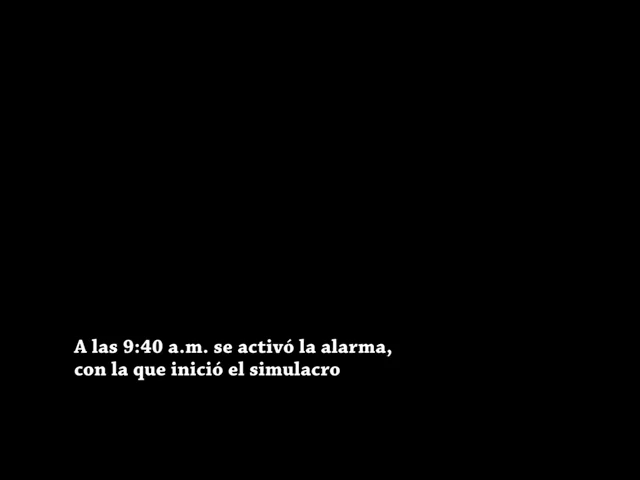 A las 9:40 a.m. se activó la alarma,
con la que inició el simulacro